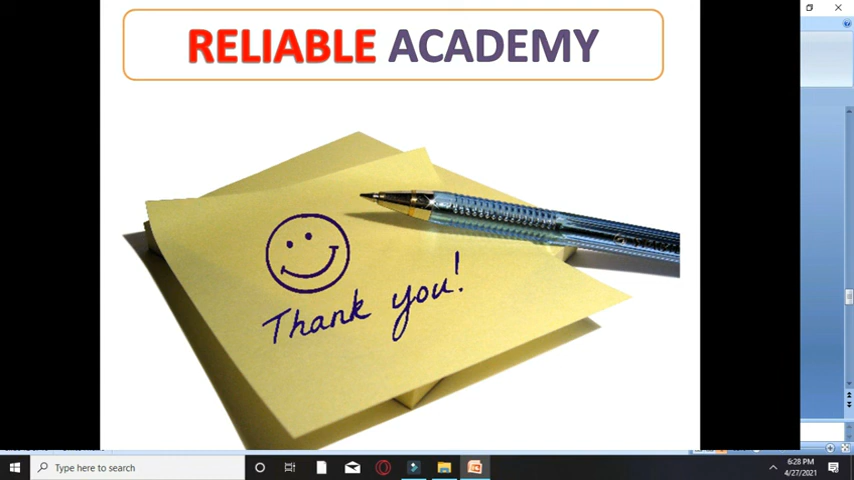 RELIABLE ACADEMY
Thank you!
Type here to search
6:28 PM
4/27/2021